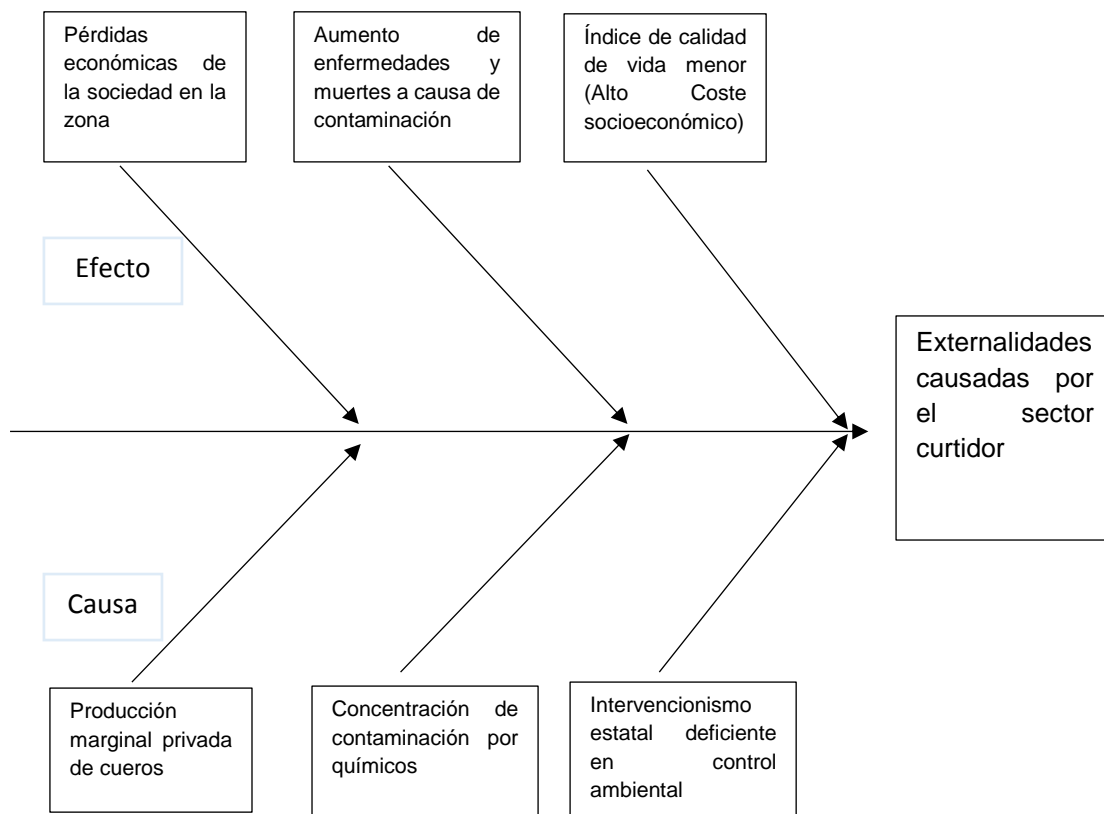 Pérdidas
económicas de
la sociedad en la
zona
Aumento de
enfermedades y
muertes a causa de
contaminación
Índice de calidad
de vida menor
(Alto Coste
socioeconómico)
Efecto
Externalidades
causadas por
el sector
curtidor
Causa
Producción
marginal privada
de cueros
Concentración de
contaminación por
químicos
Intervencionismo
estatal deficiente
en control
ambiental